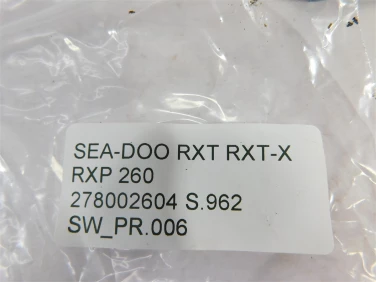 SEA-DOO RXT RXT-X
RXP 260
278002604 S.962
SW_PR.006